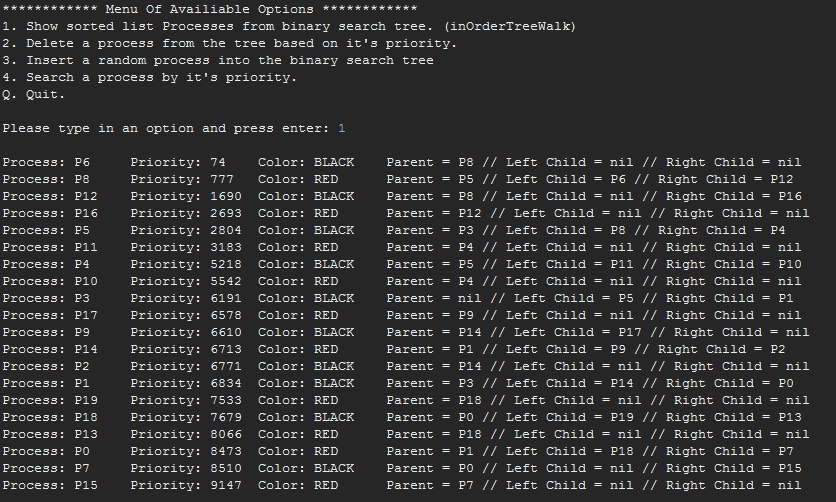 ************ Menu Of Availiable Options ************
1. Show sorted list Processes from binary search tree. (inOrderTreeWalk)
2. Delete a process from the tree based on it's priority.
3. Insert a random process into the binary search tree
4. Search a process by it's priority.
Q. Quit.
Please type in an option and press enter: 1
Process: P6 Priority: 74 Color: BLACK Parent = P8 // Left Child = nil // Right Child = nil
Process: P8 Priority: 777 Color: RED Parent = P5 // Left Child = P6 // Right Child = P12
Process: P12 Priority: 1690 Color: BLACK Parent = P8 // Left Child = nil // Right Child = P16
Process: P16 Priority: 2693 Color: RED Parent = P12 // Left Child = nil // Right Child = nil
Process: P5 Priority: 2804 Color: BLACK Parent = P3 // Left Child = P8 // Right Child = P4
Process: P11 Priority: 3183 Color: RED Parent = P4 // Left Child = nil // Right Child = nil
Process: P4 Priority: 5218 Color: BLACK Parent = P5 // Left Child = P11 // Right Child = P10
Process: P10 Priority: 5542 Color: RED Parent = P4 // Left Child = nil // Right Child = nil
Process: P3 Priority: 6191 Color: BLACK Parent = nil // Left Child = P5 // Right Child = P1
Process: P17 Priority: 6578 Color: RED Parent = P9 // Left Child = nil // Right Child = nil
Process: P9 Priority: 6610 Color: BLACK Parent = P14 // Left Child = P17 // Right Child = nil
Process: P14 Priority: 6713 Color: RED Parent = P1 // Left Child = P9 // Right Child = P2
Process: P2 Priority: 6771 Color: BLACK Parent = P14 // Left Child = nil // Right Child = nil
Process: P1 Priority: 6834 Color: BLACK Parent = P3 // Left Child = P14 // Right Child = P0
Process: P19 Priority: 7533 Color: RED Parent = P18 // Left Child = nil // Right Child = nil
Process: P18 Priority: 7679 Color: BLACK Parent = P0 // Left Child = P19 // Right Child = P13
Process: P13 Priority: 8066 Color: RED Parent = P18 // Left Child = nil // Right Child = nil
Process: P0 Priority: 8473 Color: RED Parent = P1 // Left Child = P18 // Right Child = P7
Process: P7 Priority: 8510 Color: BLACK Parent = P0 // Left Child = nil // Right Child = P15
Process: P15 Priority: 9147 Color: RED Parent = P7 // Left Child = nil // Right Child = nil